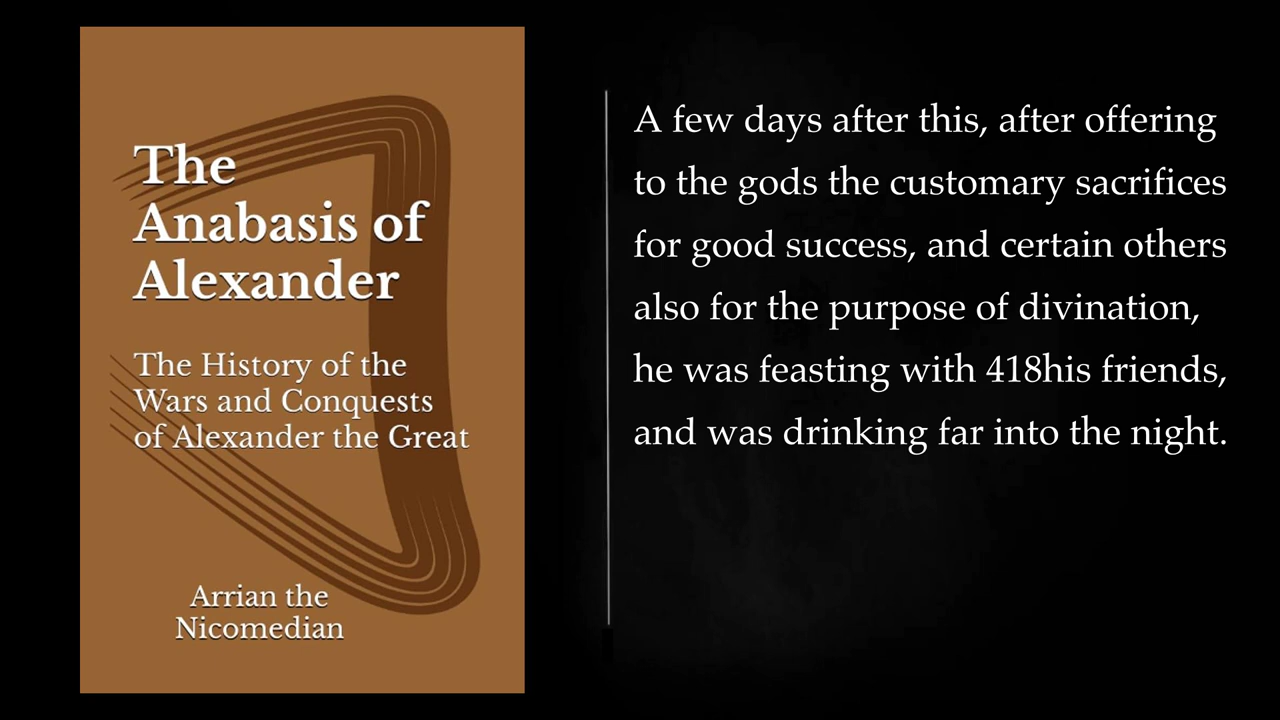 The
Anabasis of
Alexander
The History of the
Wars and Conquests
of Alexander the Great
Arrian the
Nicomedian
A few days after this, after offering
to the gods the customary sacrifices
for good success, and certain others
also for the purpose of divination,
he was feasting with 418his friends,
and was drinking far into the night.